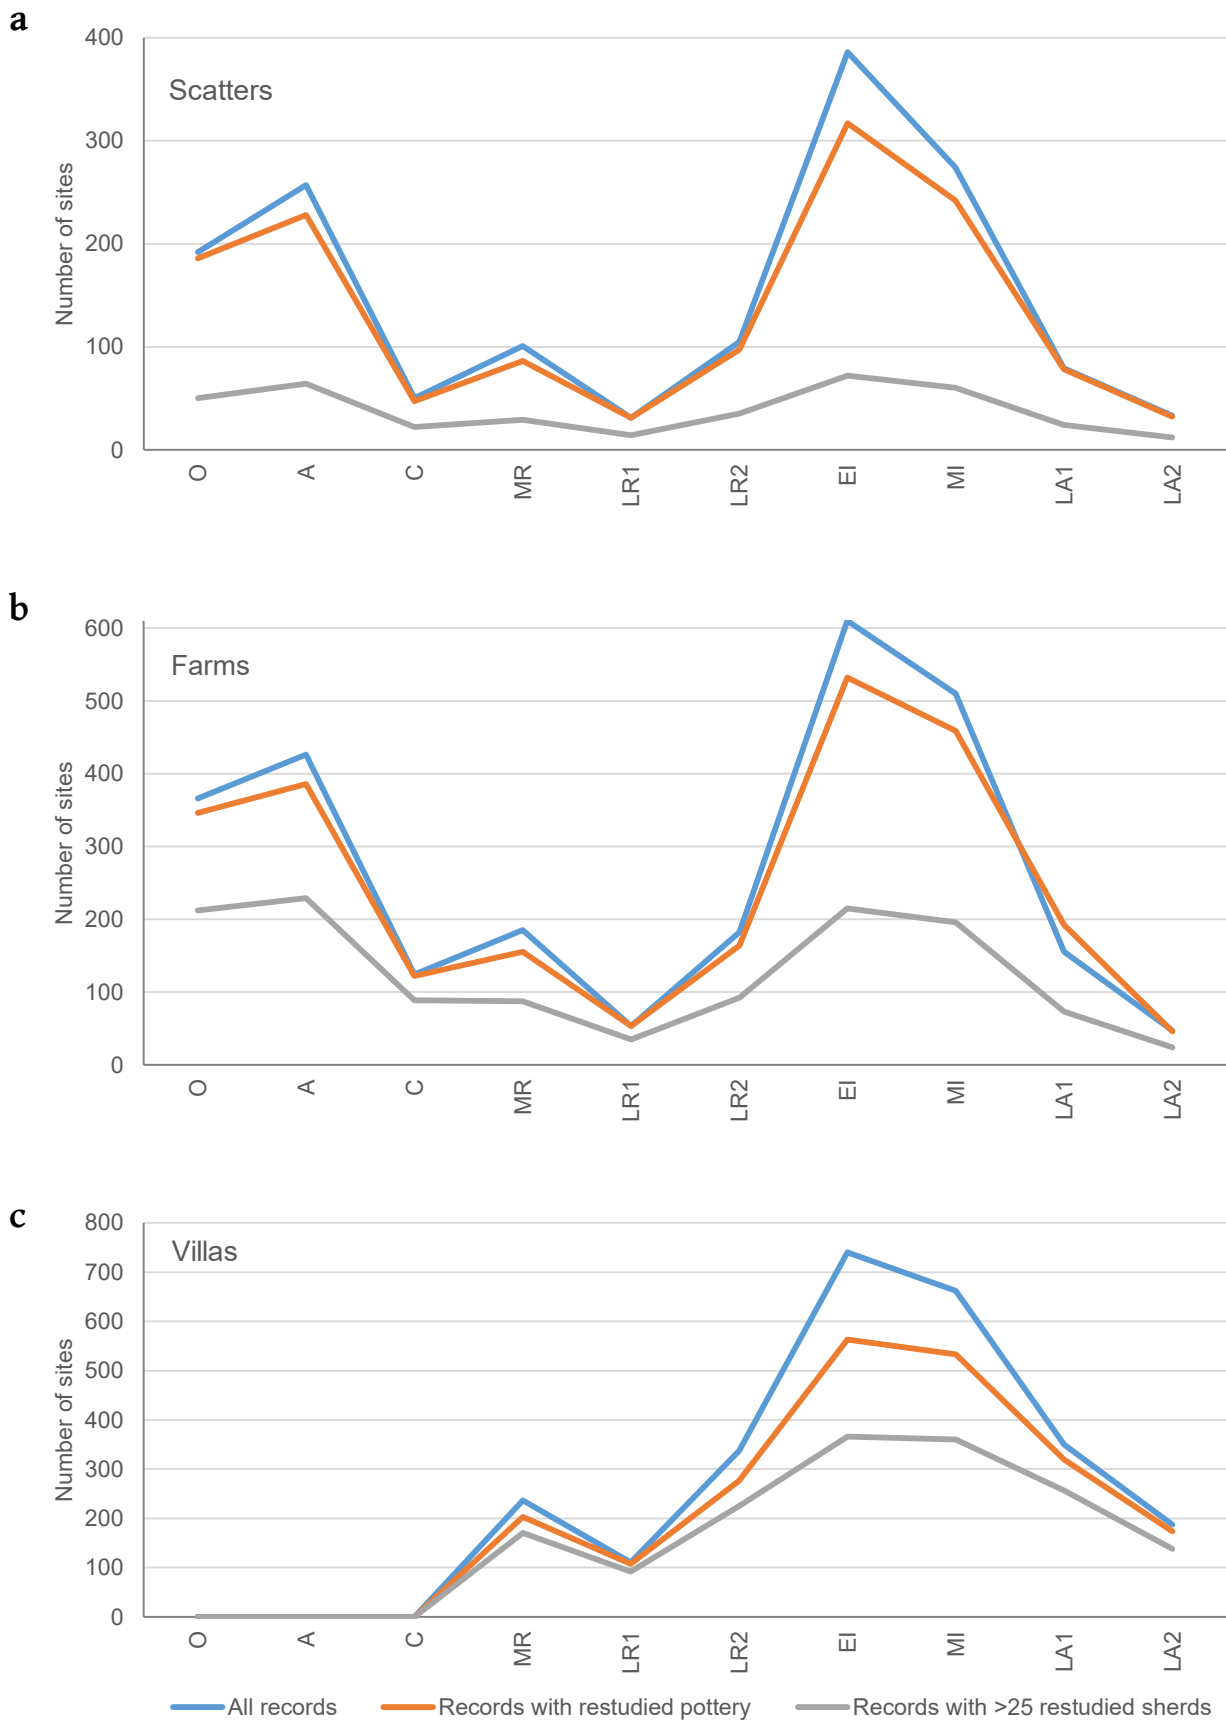 a
400
Scatters
300
Number of sites
200
100
0
O A C MR LR1 LR2 EI MI LA1 LA2
b
600
Farms
500
400
Number of sites
300
200
100
0
O A C MR LR1 LR2 EI MI LA1 LA2
c
800
Villas
700
600
500
Number of sites
400
300
200
100
0
O A C MR LR1 LR2 EI MI LA1 LA2
All records Records with restudied pottery Records with >25 restudied sherds